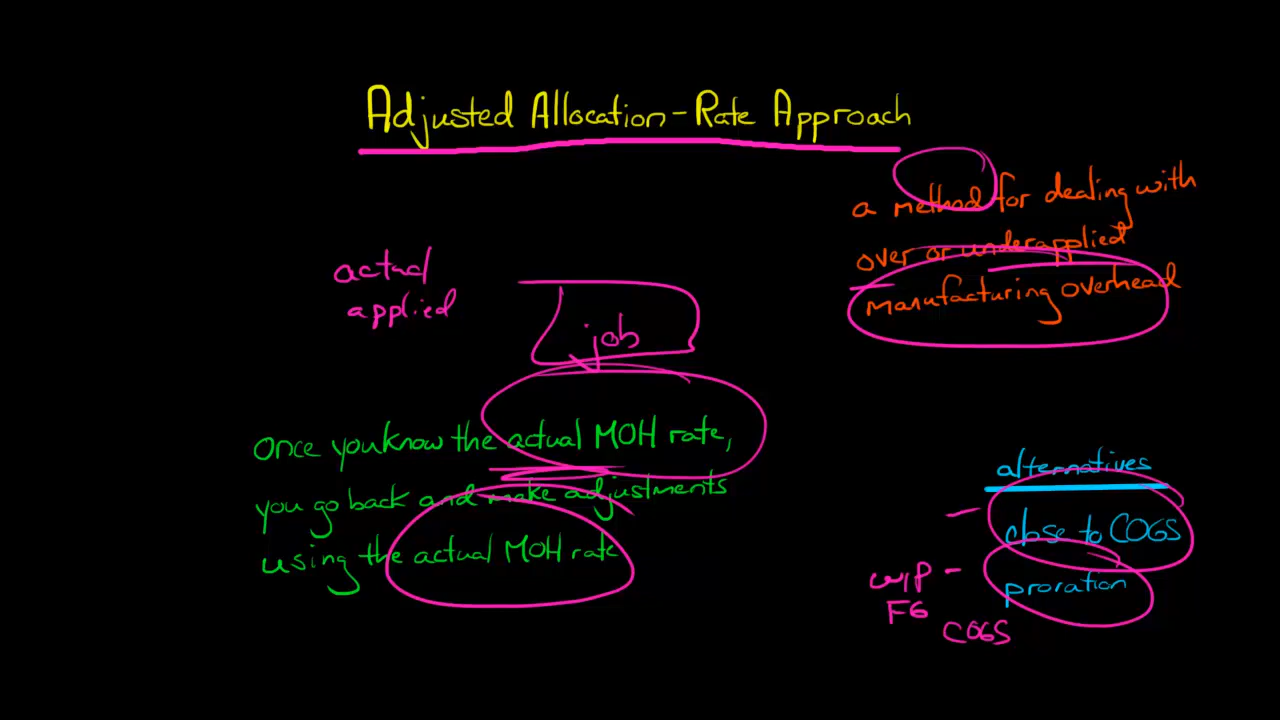 Adjusted Allocation-Rate Approach
a method for dealing with
over or underapplied
manufacturing overhead
actual
applied
job
Once you know the actual MOH rate,
you go back and make adjustments
using the actual MOH rate
alternatives
close to COGS
proration
WIP -
FG
COGS